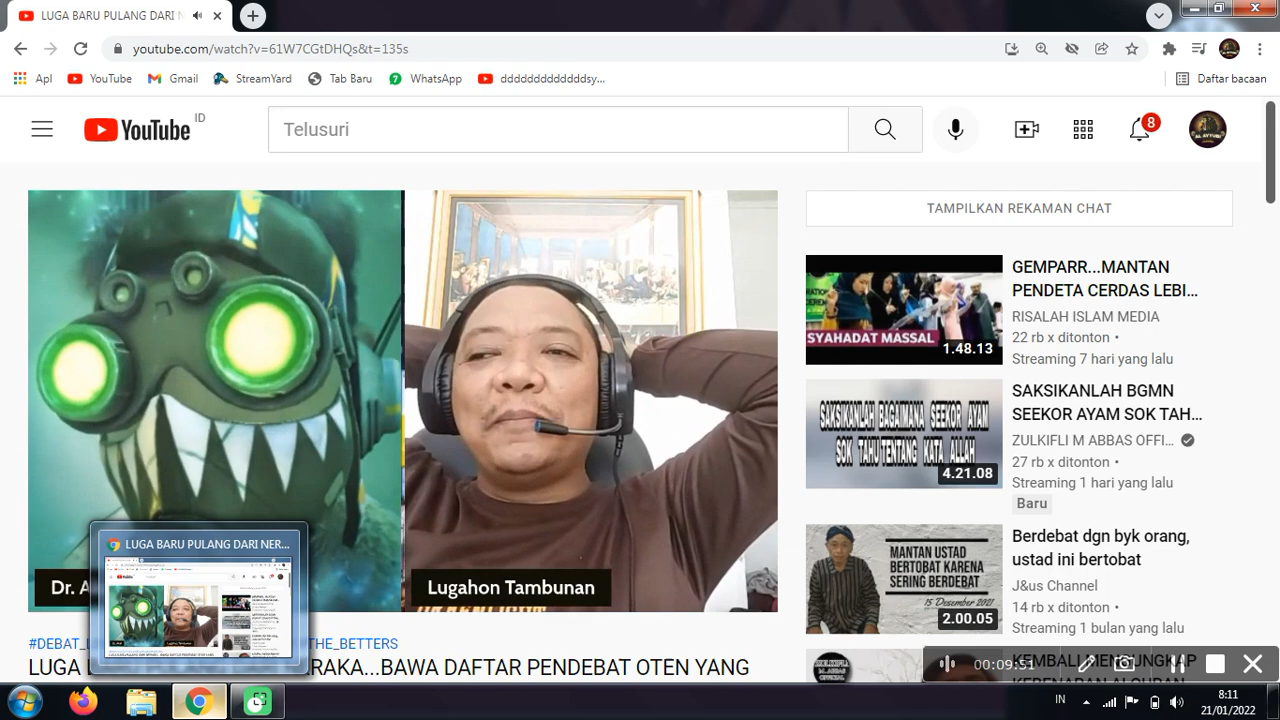 LUGA BARU PULANG DARI N
youtube.com/watch?v=61W7CGtDHQs&t=135s
Apl
YouTube
Gmail
StreamYard
Tab Baru
WhatsApp
dddddddddddddsy...
Daftar bacaan
YouTube ID
Telusuri
8
TAMPILKAN REKAMAN CHAT
GEMPARR...MANTAN
PENDETA CERDAS LEBI...
RISALAH ISLAM MEDIA
22 rb x ditonton •
Streaming 7 hari yang lalu
SYAHADAT MASSAL
1.48.13
SAKSIKANLAH BGMN
SEEKOR AYAM SOK TAH...
ZULKIFLI M ABBAS OFFI...
27 rb x ditonton •
Streaming 1 hari yang lalu
Baru
SAKSIKANLAH BAGAIMANA SEEKOR AYAM
SOK TAHU TENTANG KATA ALLAH
4.21.08
Berdebat dgn byk orang,
ustad ini bertobat
J&us Channel
14 rb x ditonton •
Streaming 1 bulan yang lalu
MANTAN USTAD
BERTOBAT KARENA
SERING BERDEBAT
15 Desember 2021
2.00.05
Dr. A
Lugahon Tambunan
LUGA BARU PULANG DARI NER...
#DEBAT_
THE_BETTERS
LUGA
RAKA...BAWA DAFTAR PENDEBAT OTEN YANG
00:09:51
IN
8:11
21/01/2022